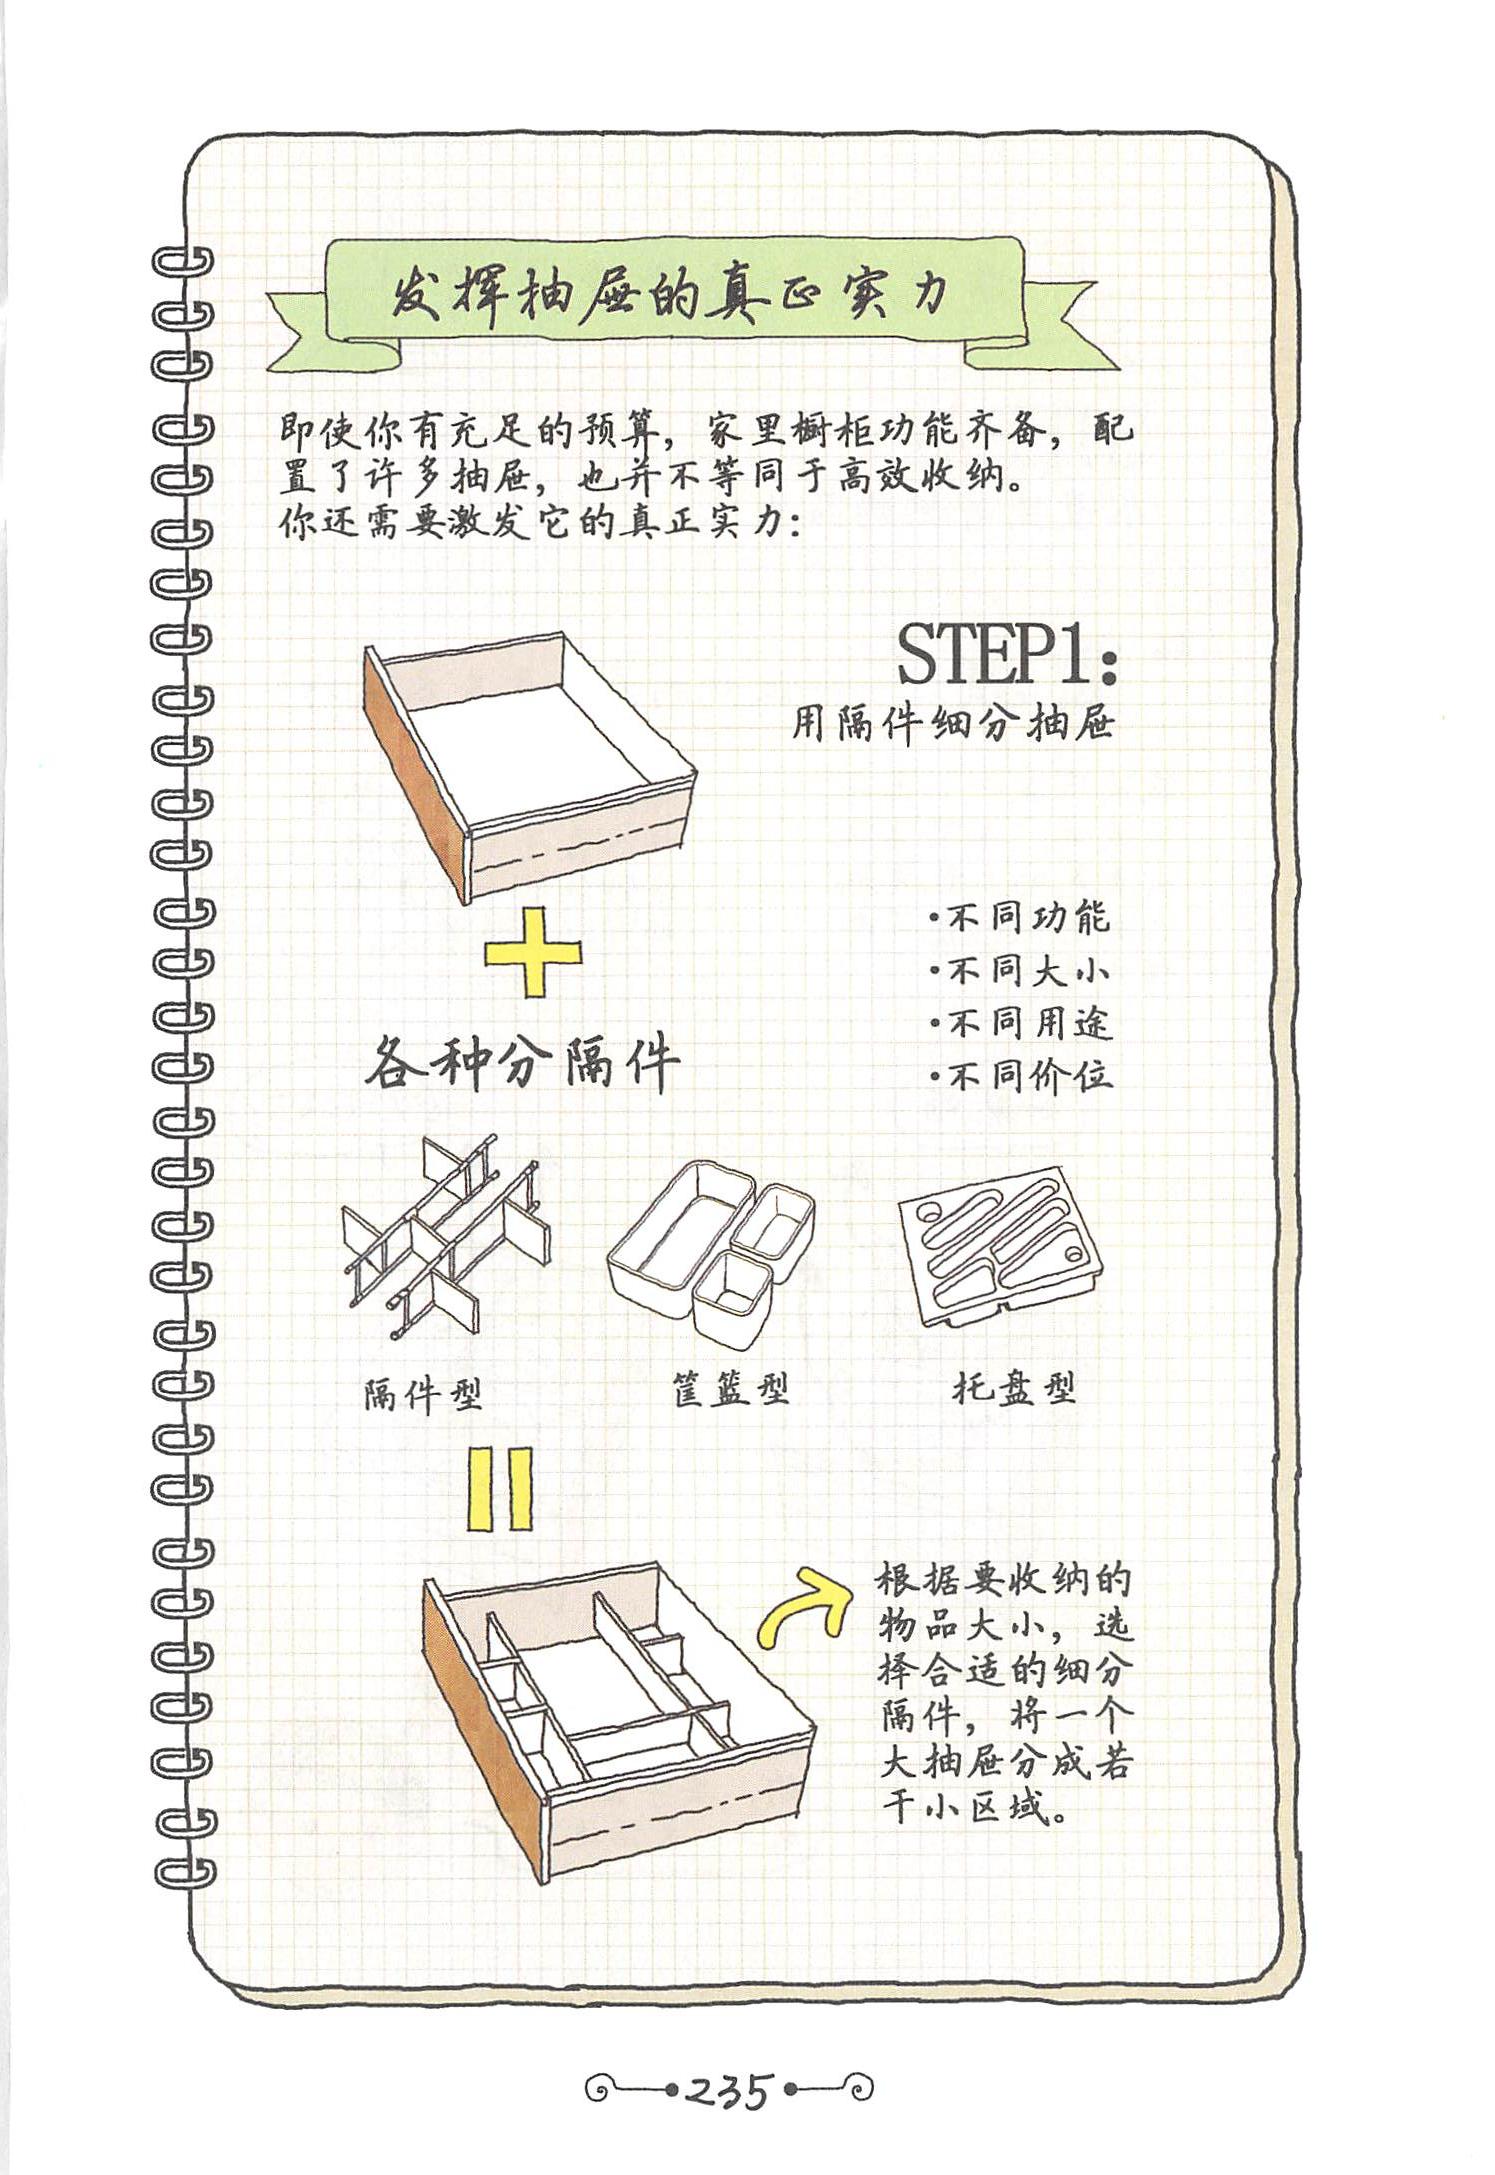 发挥抽屉的真正实力
即使你有充足的预算，家里橱柜功能齐备，配
置了许多抽屉，也并不等同于高效收纳。
你还需要激发它的真正实力：
STEP1：
用隔件细分抽屉
·不同功能
·不同大小
·不同用途
·不同价位
各种分隔件
隔件型
筐篮型
托盘型
根据要收纳的
物品大小，选
择合适的细分
隔件，将一个
大抽屉分成若
干小区域。
235